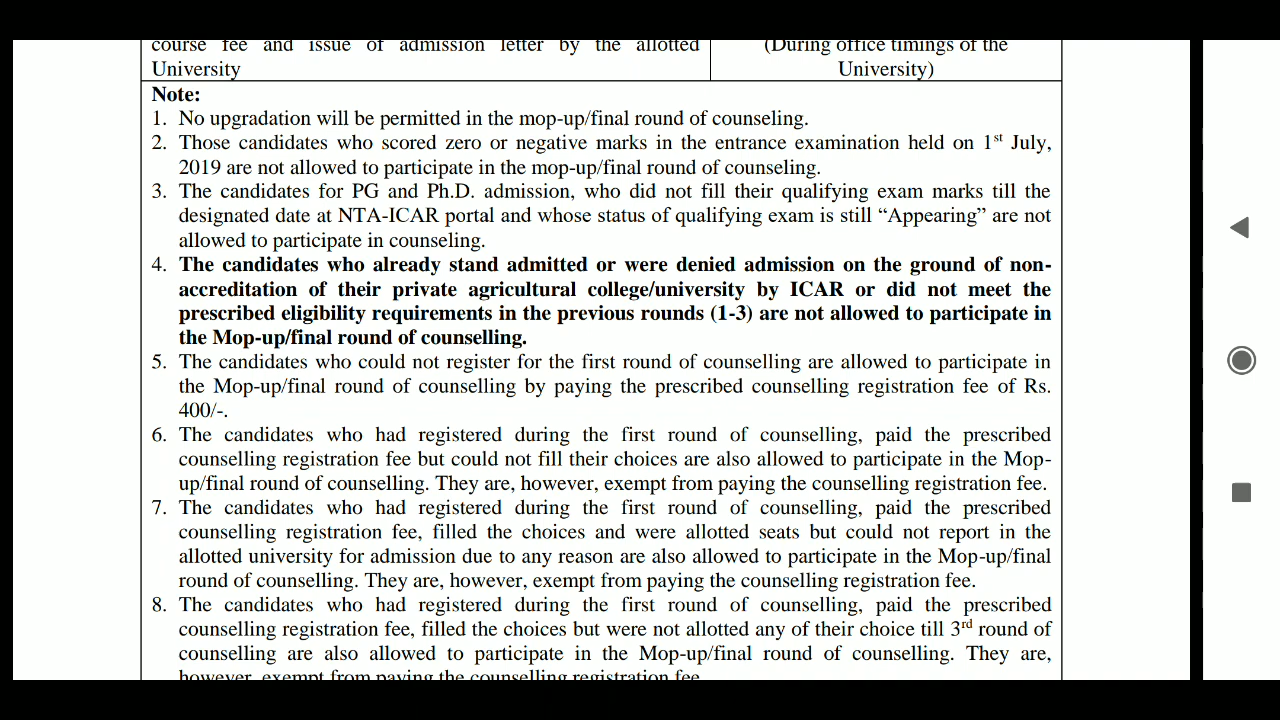 course fee and issue of admission letter by the allotted
University
(During office timings of the
University)
Note:
1. No upgradation will be permitted in the mop-up/final round of counseling.
2. Those candidates who scored zero or negative marks in the entrance examination held on 1st July,
2019 are not allowed to participate in the mop-up/final round of counseling.
3. The candidates for PG and Ph.D. admission, who did not fill their qualifying exam marks till the
designated date at NTA-ICAR portal and whose status of qualifying exam is still “Appearing” are not
allowed to participate in counseling.
4. The candidates who already stand admitted or were denied admission on the ground of non-
accreditation of their private agricultural college/university by ICAR or did not meet the
prescribed eligibility requirements in the previous rounds (1-3) are not allowed to participate in
the Mop-up/final round of counselling.
5. The candidates who could not register for the first round of counselling are allowed to participate in
the Mop-up/final round of counselling by paying the prescribed counselling registration fee of Rs.
400/-.
6. The candidates who had registered during the first round of counselling, paid the prescribed
counselling registration fee but could not fill their choices are also allowed to participate in the Mop-
up/final round of counselling. They are, however, exempt from paying the counselling registration fee.
7. The candidates who had registered during the first round of counselling, paid the prescribed
counselling registration fee, filled the choices and were allotted seats but could not report in the
allotted university for admission due to any reason are also allowed to participate in the Mop-up/final
round of counselling. They are, however, exempt from paying the counselling registration fee.
8. The candidates who had registered during the first round of counselling, paid the prescribed
counselling registration fee, filled the choices but were not allotted any of their choice till 3rd round of
counselling are also allowed to participate in the Mop-up/final round of counselling. They are,
however, exempt from paying the counselling registration fee.